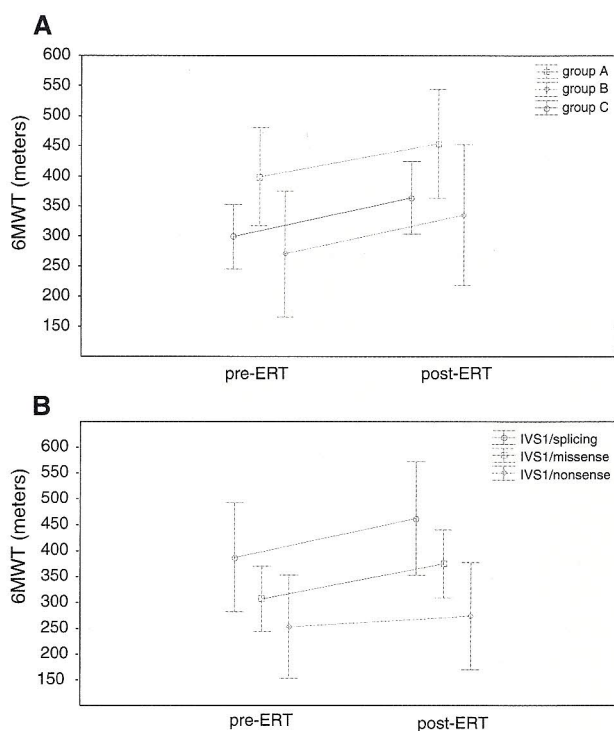 A
600
550
500
450
400
350
300
250
200
150
6MWT (meters)
group A
group B
group C
pre-ERT post-ERT
B
600
550
500
450
400
350
300
250
200
150
6MWT (meters)
IVS1/splicing
IVS1/missense
IVS1/nonsense
pre-ERT post-ERT